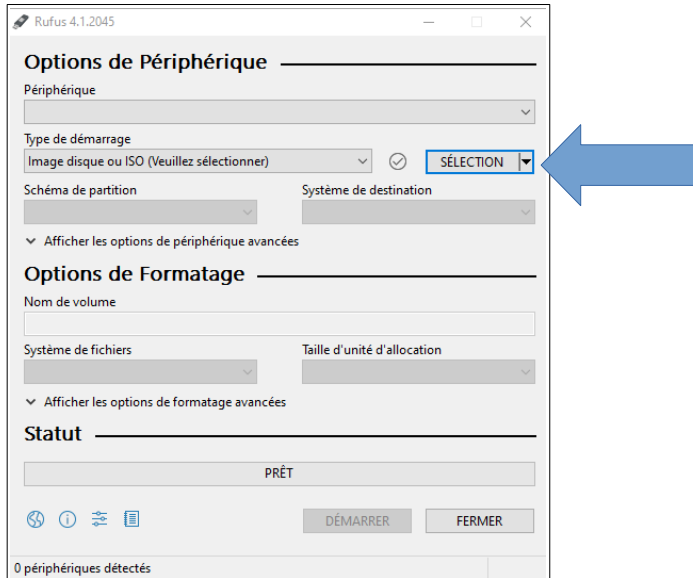 Rufus 4.1.2045
Options de Périphérique
Périphérique
Type de démarrage
Image disque ou ISO (Veuillez sélectionner)
SÉLECTION
Schéma de partition
Système de destination
Afficher les options de périphérique avancées
Options de Formatage
Nom de volume
Système de fichiers
Taille d'unité d'allocation
Afficher les options de formatage avancées
Statut
PRÊT
DÉMARRER
FERMER
0 périphériques détectés